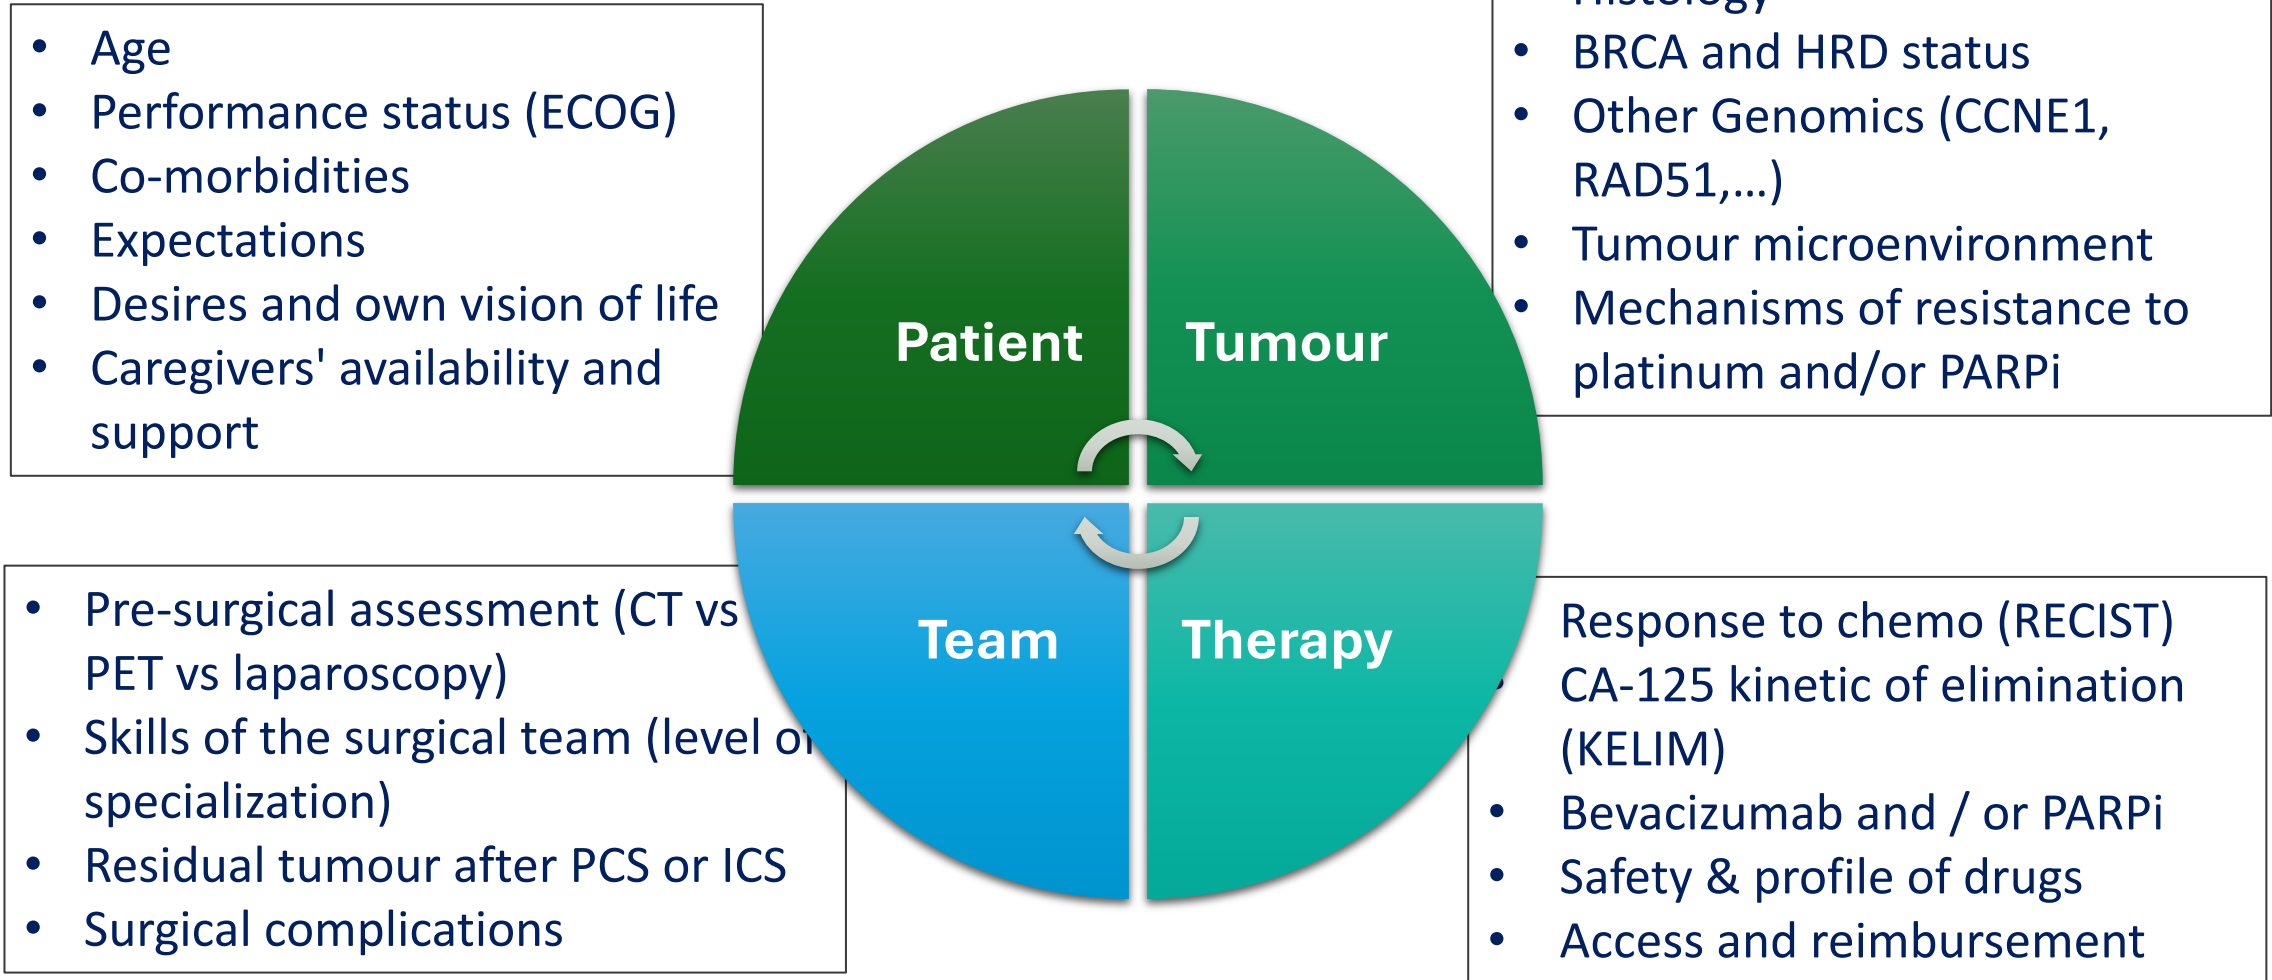 • Age
• Performance status (ECOG)
• Co-morbidities
• Expectations
• Desires and own vision of life
• Caregivers' availability and
support
Histology
• BRCA and HRD status
• Other Genomics (CCNE1,
RAD51,...)
• Tumour microenvironment
• Mechanisms of resistance to
platinum and/or PARPi
Patient
Tumour
Team
Therapy
• Pre-surgical assessment (CT vs
PET vs laparoscopy)
• Skills of the surgical team (level of
specialization)
• Residual tumour after PCS or ICS
• Surgical complications
Response to chemo (RECIST)
• CA-125 kinetic of elimination
(KELIM)
• Bevacizumab and / or PARPi
• Safety & profile of drugs
• Access and reimbursement